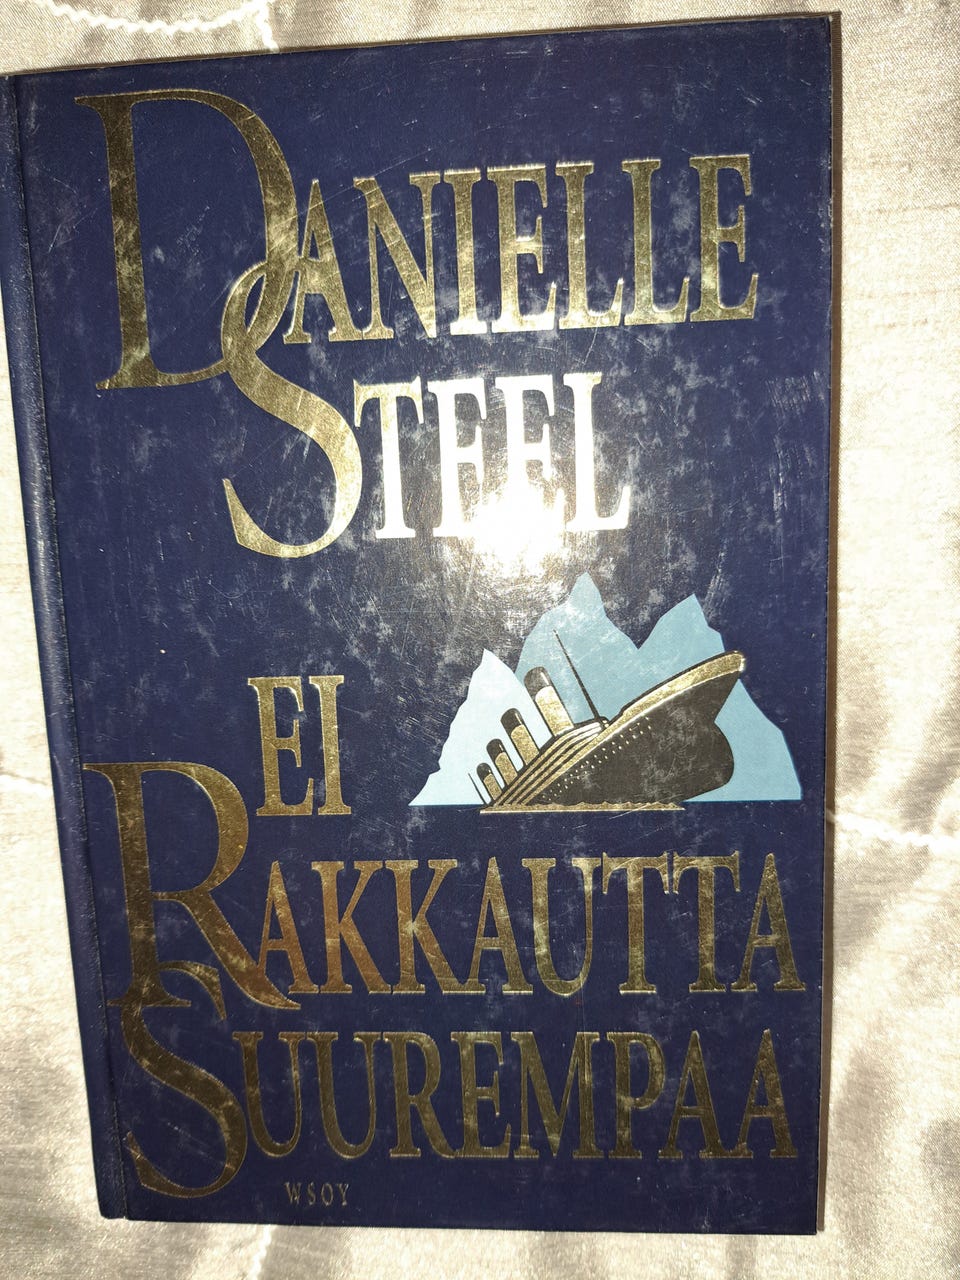 DANIELLE
STEEL
EI
RAKKAUTTA
SUUREMPAA
WSOY